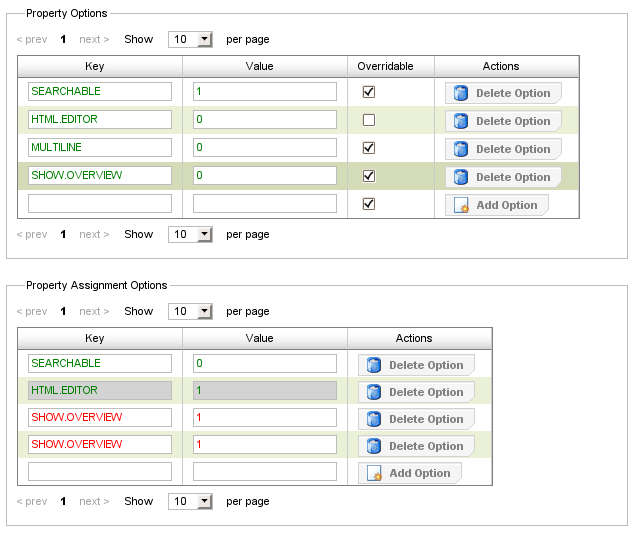 Property Options
< prev 1 next > Show 10 per page
Key Value Overridable Actions
SEARCHABLE 1 Delete Option
HTML.EDITOR 0 Delete Option
MULTILINE 0 Delete Option
SHOW.OVERVIEW 0 Delete Option
Add Option
< prev 1 next > Show 10 per page
Property Assignment Options
< prev 1 next > Show 10 per page
Key Value Actions
SEARCHABLE 0 Delete Option
HTML.EDITOR 1 Delete Option
SHOW.OVERVIEW 1 Delete Option
SHOW.OVERVIEW 1 Delete Option
Add Option
< prev 1 next > Show 10 per page